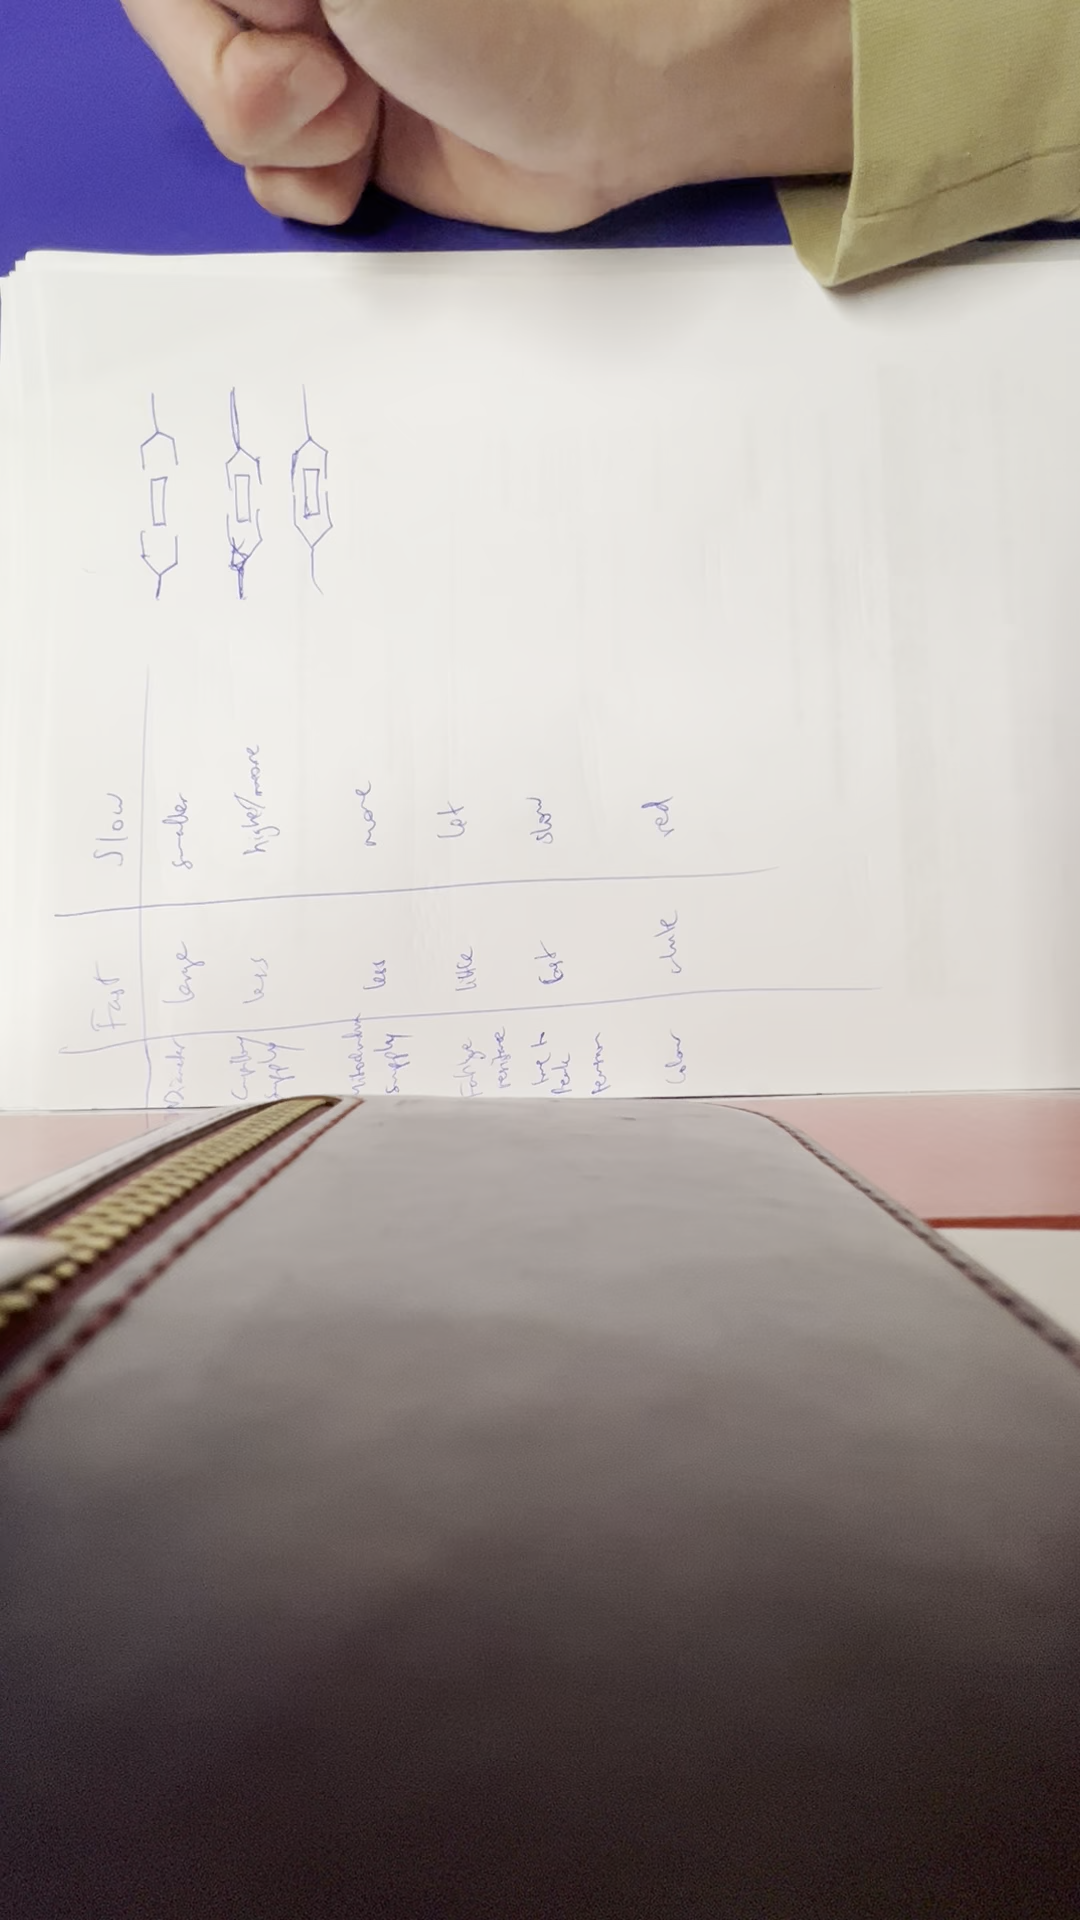 Fast Slow
Diameter large smaller
Capillary less higher/more
supply
Mitochondria less more
supply
Fatigue little lot
resistance
time to fast slow
Peak
tension
Colour white red